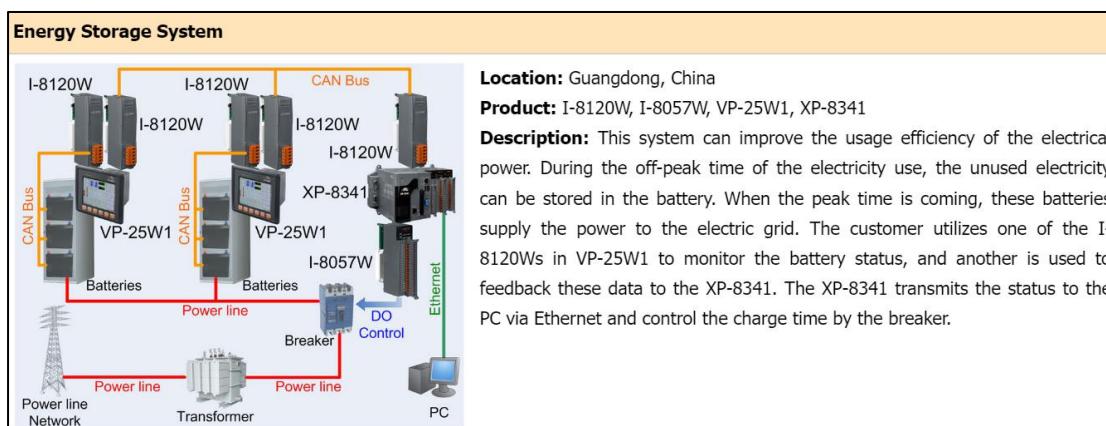 Energy Storage System
I-8120W
I-8120W
CAN Bus
I-8120W
I-8120W
I-8120W
XP-8341
CAN Bus
VP-25W1
CAN Bus
VP-25W1
I-8057W
Batteries
Batteries
Ethernet
Power line
DO
Control
Breaker
Power line
Power line
Power line
Network
Transformer
PC
Location: Guangdong, China
Product: I-8120W, I-8057W, VP-25W1, XP-8341
Description: This system can improve the usage efficiency of the electrica
power. During the off-peak time of the electricity use, the unused electricity
can be stored in the battery. When the peak time is coming, these batteries
supply the power to the electric grid. The customer utilizes one of the I-
8120Ws in VP-25W1 to monitor the battery status, and another is used to
feedback these data to the XP-8341. The XP-8341 transmits the status to the
PC via Ethernet and control the charge time by the breaker.